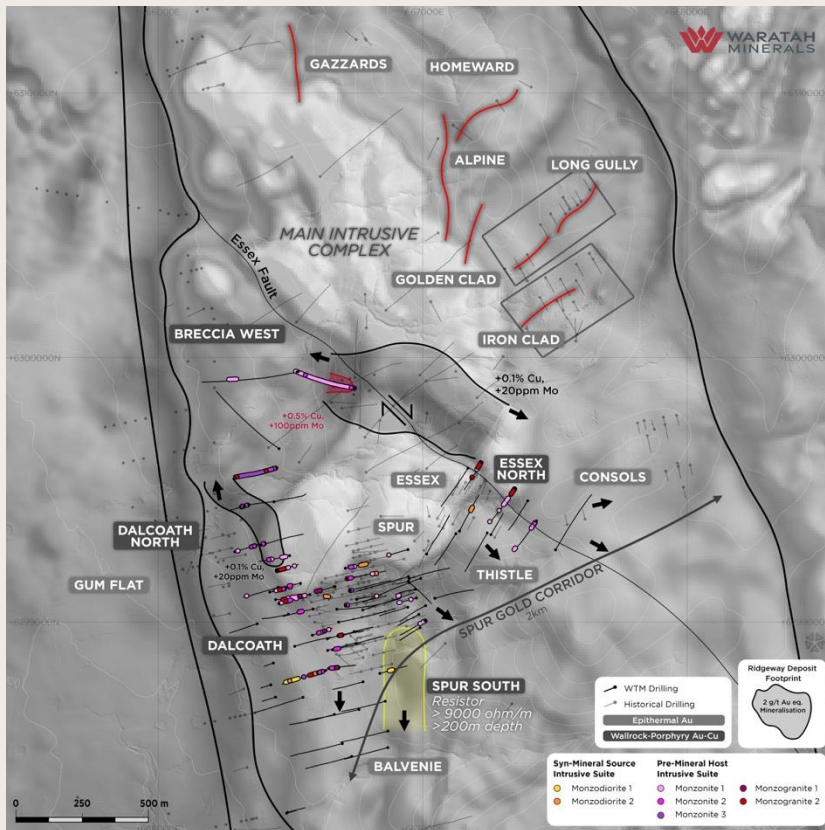 +666000E
+667000E
+668000E
WARATAH
MINERALS
GAZZARDS
HOMEWARD
+6310000N
ALPINE
LONG GULLY
MAIN INTRUSIVE
COMPLEX
Essex Fault
GOLDEN CLAD
IRON CLAD
BRECCIA WEST
+6300000N
+0.1% Cu,
+20ppm Mo
+0.5% Cu,
+100ppm Mo
ESSEX
ESSEX
NORTH
CONSOLS
SPUR
DALCOATH
NORTH
+0.1% Cu,
+20ppm Mo
THISTLE
GUM FLAT
SPUR GOLD CORRIDOR
2km
DALCOATH
SPUR SOUTH
Resistor
> 9000 ohm/m
>200m depth
BALVENIE
WTM Drilling
Historical Drilling
Epithermal Au
Wallrock-Porphyry Au-Cu
Ridgeway Deposit
Footprint
2 g/t Au eq.
Mineralisation
Syn-Mineral Source
Intrusive Suite
Monzodiorite 1
Monzodiorite 2
Pre-Mineral Host
Intrusive Suite
Monzonite 1
Monzonite 2
Monzonite 3
Monzogranite 1
Monzogranite 2
0 250 500 m